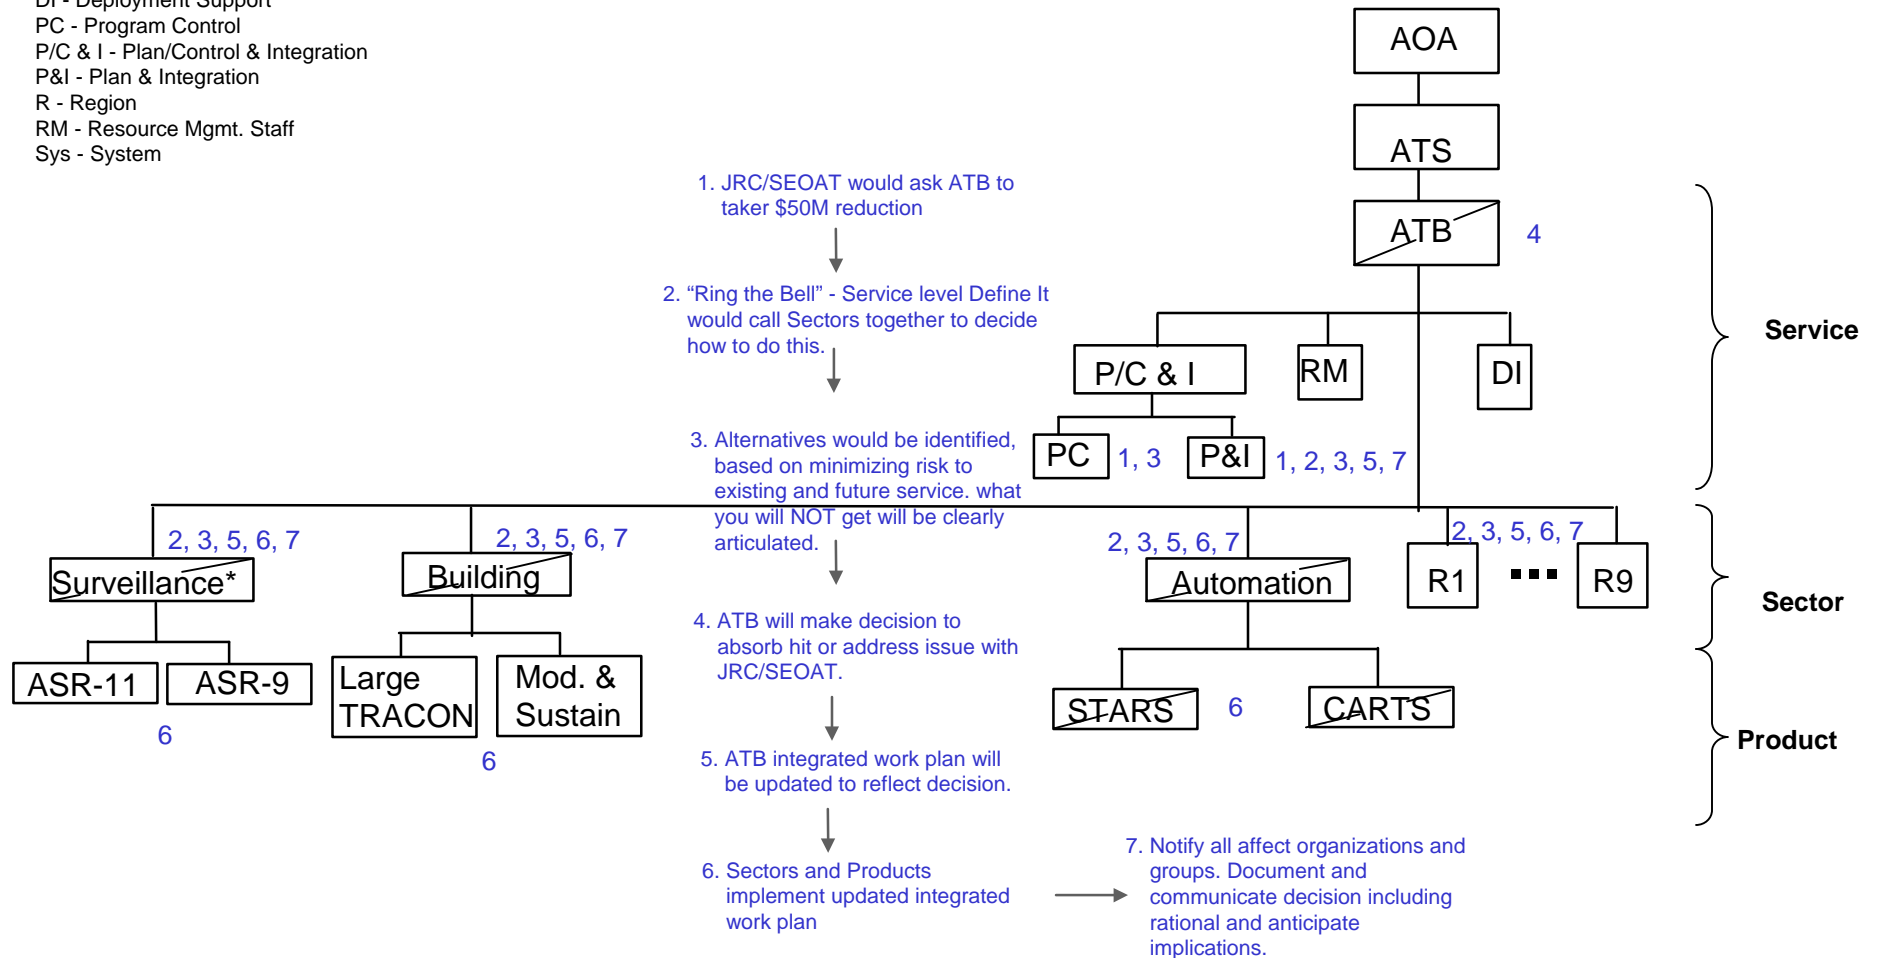 DI - Deployment Support
PC - Program Control
P/C & I - Plan/Control & Integration
P&I - Plan & Integration
R - Region
RM - Resource Mgmt. Staff
Sys - System
AOA
ATS
ATB
4
Service
P/C & I
RM
DI
PC
1, 3
P&I
1, 2, 3, 5, 7
1. JRC/SEOAT would ask ATB to
taker $50M reduction
2. “Ring the Bell” - Service level Define It
would call Sectors together to decide
how to do this.
3. Alternatives would be identified,
based on minimizing risk to
existing and future service. what
you will NOT get will be clearly
articulated.
4. ATB will make decision to
absorb hit or address issue with
JRC/SEOAT.
5. ATB integrated work plan will
be updated to reflect decision.
6. Sectors and Products
implement updated integrated
work plan
7. Notify all affect organizations and
groups. Document and
communicate decision including
rational and anticipate
implications.
2, 3, 5, 6, 7
Surveillance*
2, 3, 5, 6, 7
Building
2, 3, 5, 6, 7
Automation
2, 3, 5, 6, 7
R1
R9
Sector
ASR-11
ASR-9
6
Large
TRACON
Mod. &
Sustain
6
STARS
6
CARTS
Product